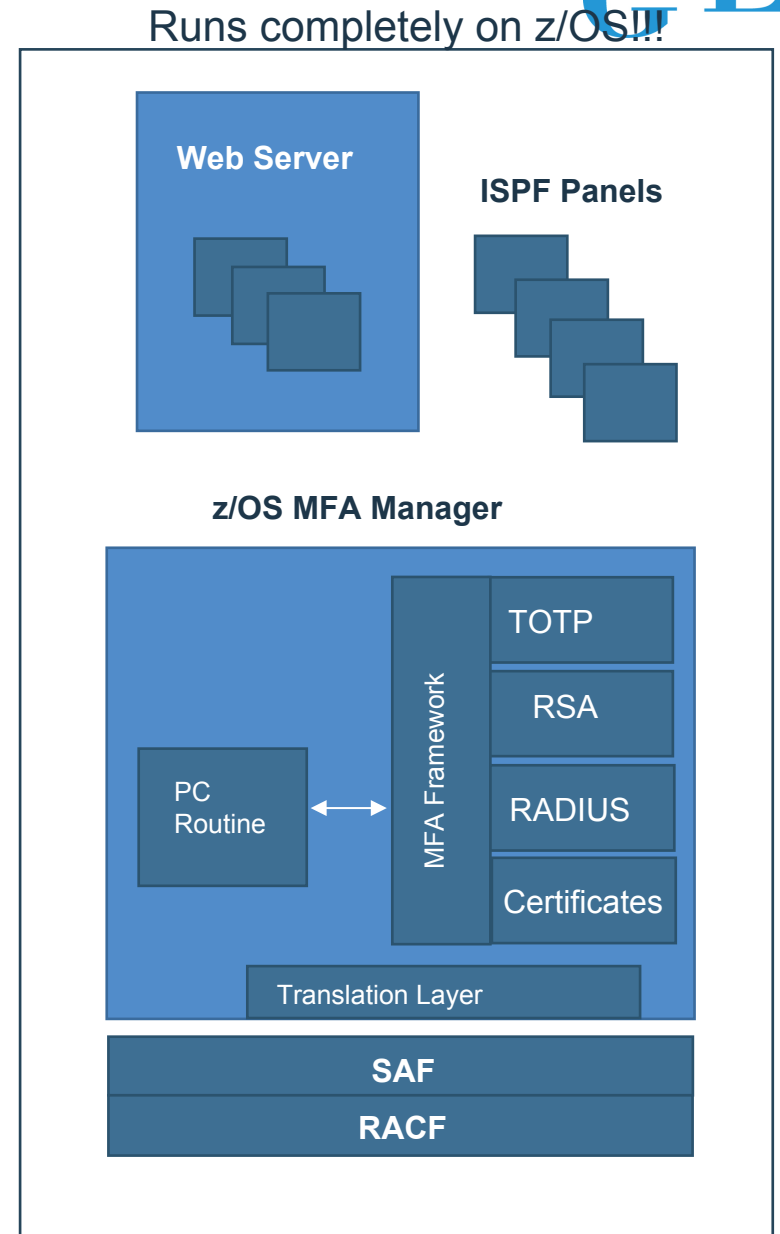 Runs completely on z/OS!!!
Web Server
ISPF Panels
z/OS MFA Manager
TOTP
RSA
RADIUS
Certificates
MFA Framework
PC
Routine
Translation Layer
SAF
RACF